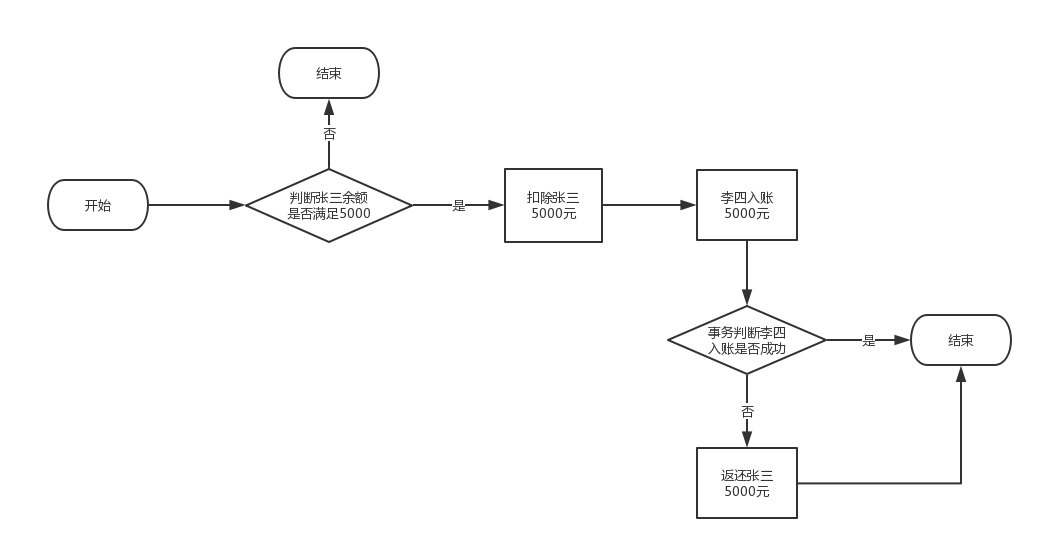 结束
否
开始
判断张三余额
是否满足5000
是
扣除张三
5000元
李四入账
5000元
事务判断李四
入账是否成功
是
结束
否
返还张三
5000元